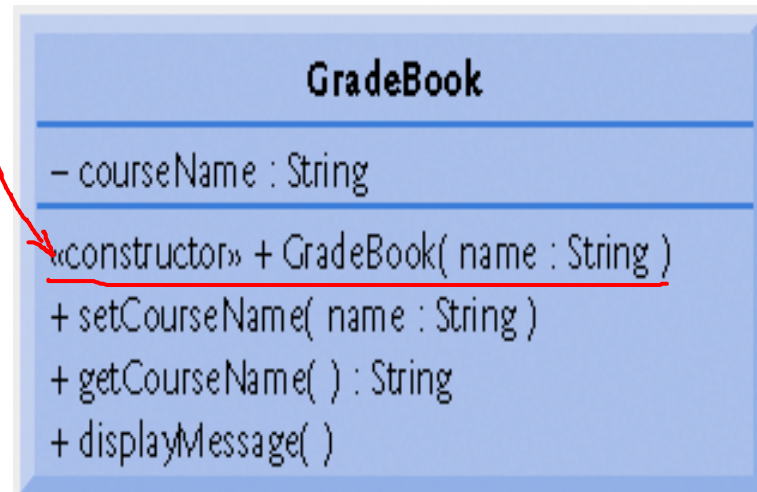 GradeBook
– courseName : String
«constructor» + GradeBook( name : String )
+ setCourseName( name : String )
+ getCourseName( ) : String
+ displayMessage( )